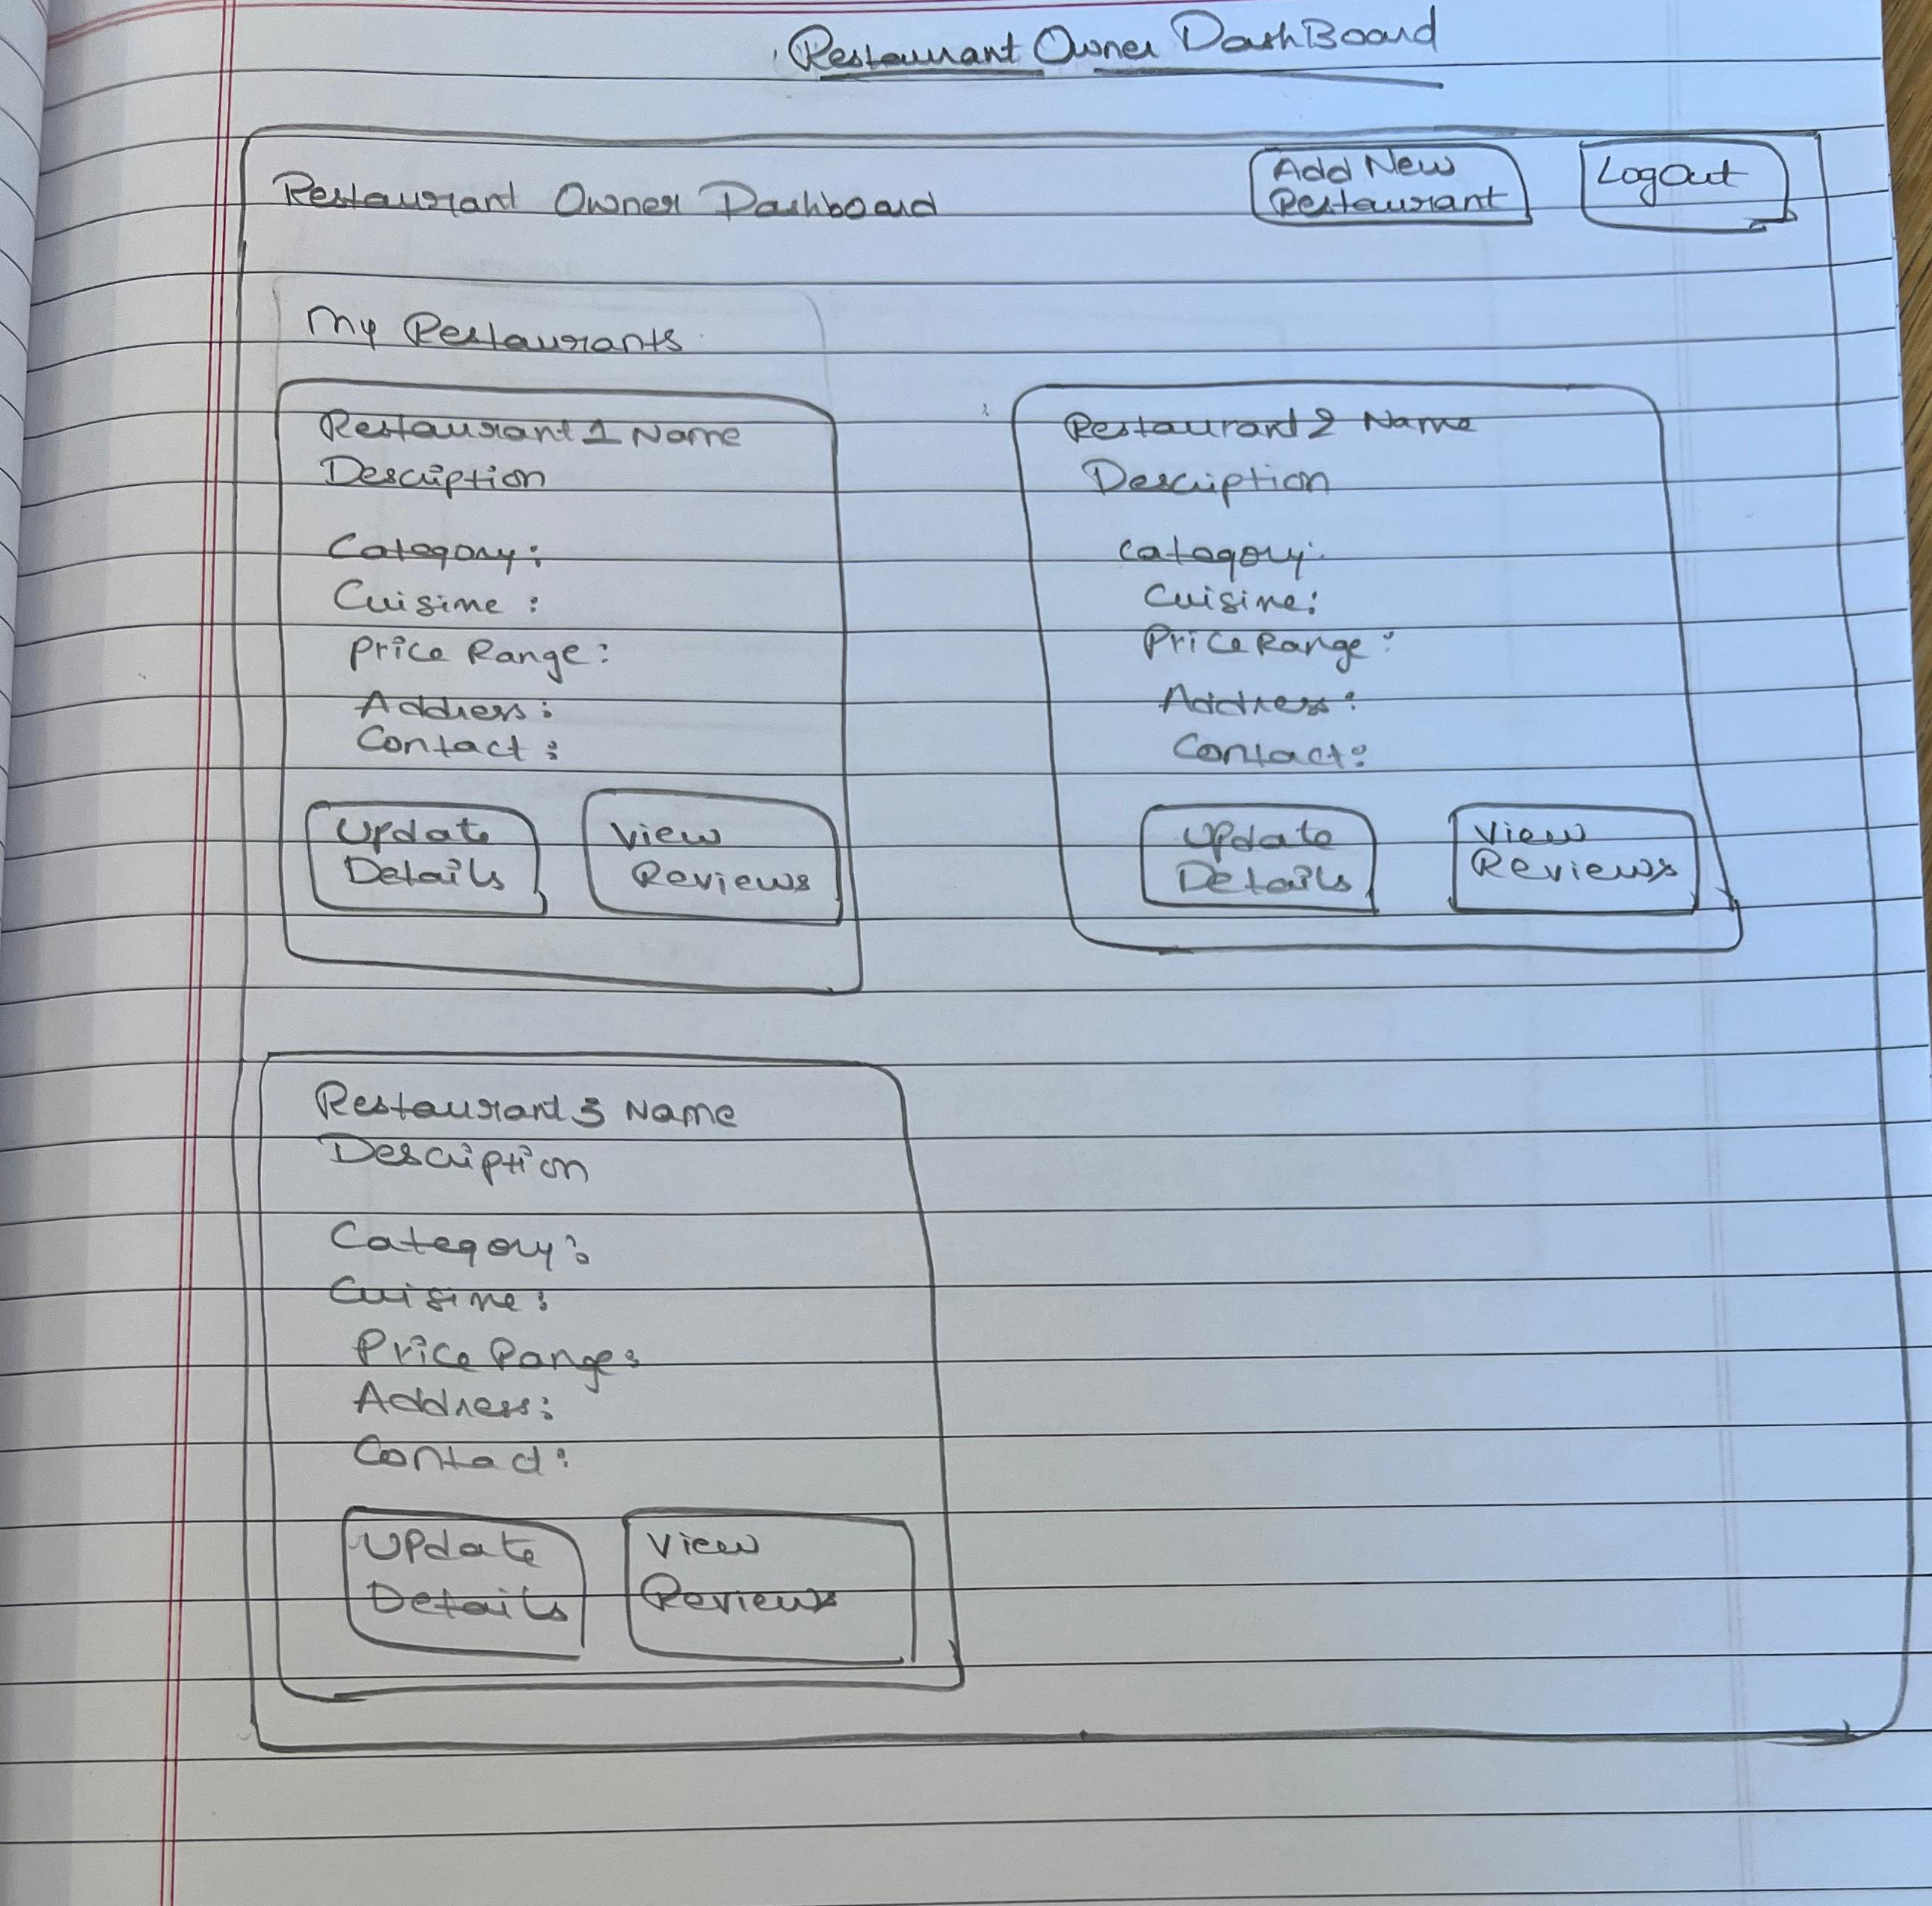 Restaurant Owner DashBoard
Restaurant Owner Dashboard
Add New
Restaurant
LogOut
My Restaurants
Restaurant 1 Name
Description
Category:
Cuisine :
Price Range:
Address:
Contact :
Update
Details
View
Reviews
Restaurant 2 Name
Description
Category:
Cuisine:
Price Range:
Address:
Contact:
Update
Details
View
Reviews
Restaurant 3 Name
Description
Category:
Cuisine:
Price Range:
Address:
Contact:
Update
Details
View
Reviews